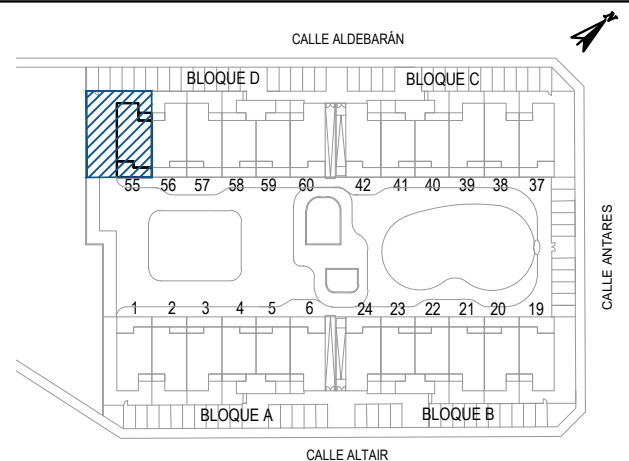 CALLE ALDEBARÁN
BLOQUE D BLOQUE C
55 56 57 58 59 60 42 41 40 39 38 37
CALLE ANTARES
1 2 3 4 5 6 24 23 22 21 20 19
BLOQUE A BLOQUE B
CALLE ALTAIR